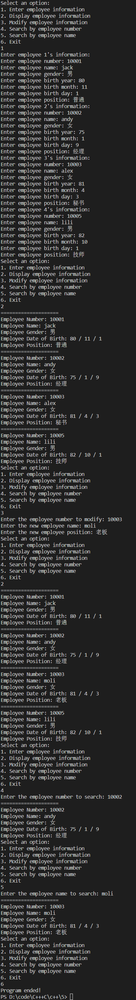 Select an option:
1. Enter employee information
2. Display employee information
3. Modify employee information
4. Search by employee number
5. Search by employee name
6. Exit
1
Enter employee 1's information:
Enter employee number: 10001
Enter employee name: jack
Enter employee gender: 男
Enter employee birth year: 80
Enter employee birth month: 11
Enter employee birth day: 1
Enter employee position: 普通
Enter employee 2's information:
Enter employee number: 10002
Enter employee name: andy
Enter employee gender: 女
Enter employee birth year: 75
Enter employee birth month: 1
Enter employee birth day: 9
Enter employee position: 经理
Enter employee 3's information:
Enter employee number: 10003
Enter employee name: alex
Enter employee gender: 女
Enter employee birth year: 81
Enter employee birth month: 4
Enter employee birth day: 3
Enter employee position: 秘书
Enter employee 4's information:
Enter employee number: 10005
Enter employee name: lili
Enter employee gender: 男
Enter employee birth year: 82
Enter employee birth month: 10
Enter employee birth day: 1
Enter employee position: 技师
Select an option:
1. Enter employee information
2. Display employee information
3. Modify employee information
4. Search by employee number
5. Search by employee name
6. Exit
2
====================
Employee Number: 10001
Employee Name: jack
Employee Gender: 男
Employee Date of Birth: 80 / 11 / 1
Employee Position: 普通
====================
Employee Number: 10002
Employee Name: andy
Employee Gender: 女
Employee Date of Birth: 75 / 1 / 9
Employee Position: 经理
====================
Employee Number: 10003
Employee Name: alex
Employee Gender: 女
Employee Date of Birth: 81 / 4 / 3
Employee Position: 秘书
====================
Employee Number: 10005
Employee Name: lili
Employee Gender: 男
Employee Date of Birth: 82 / 10 / 1
Employee Position: 技师
Select an option:
1. Enter employee information
2. Display employee information
3. Modify employee information
4. Search by employee number
5. Search by employee name
6. Exit
3
Enter the employee number to modify: 10003
Enter the new employee name: moli
Enter the new employee position: 老板
Select an option:
1. Enter employee information
2. Display employee information
3. Modify employee information
4. Search by employee number
5. Search by employee name
6. Exit
2
====================
Employee Number: 10001
Employee Name: jack
Employee Gender: 男
Employee Date of Birth: 80 / 11 / 1
Employee Position: 普通
====================
Employee Number: 10002
Employee Name: andy
Employee Gender: 女
Employee Date of Birth: 75 / 1 / 9
Employee Position: 经理
====================
Employee Number: 10003
Employee Name: moli
Employee Gender: 女
Employee Date of Birth: 81 / 4 / 3
Employee Position: 老板
====================
Employee Number: 10005
Employee Name: lili
Employee Gender: 男
Employee Date of Birth: 82 / 10 / 1
Employee Position: 技师
Select an option:
1. Enter employee information
2. Display employee information
3. Modify employee information
4. Search by employee number
5. Search by employee name
6. Exit
4
Enter the employee number to search: 10002
====================
Employee Number: 10002
Employee Name: andy
Employee Gender: 女
Employee Date of Birth: 75 / 1 / 9
Employee Position: 经理
Select an option:
1. Enter employee information
2. Display employee information
3. Modify employee information
4. Search by employee number
5. Search by employee name
6. Exit
5
Enter the employee name to search: moli
====================
Employee Number: 10003
Employee Name: moli
Employee Gender: 女
Employee Date of Birth: 81 / 4 / 3
Employee Position: 老板
Select an option:
1. Enter employee information
2. Display employee information
3. Modify employee information
4. Search by employee number
5. Search by employee name
6. Exit
6
Program ended!
PS D:\code\C+++C\c++\5>